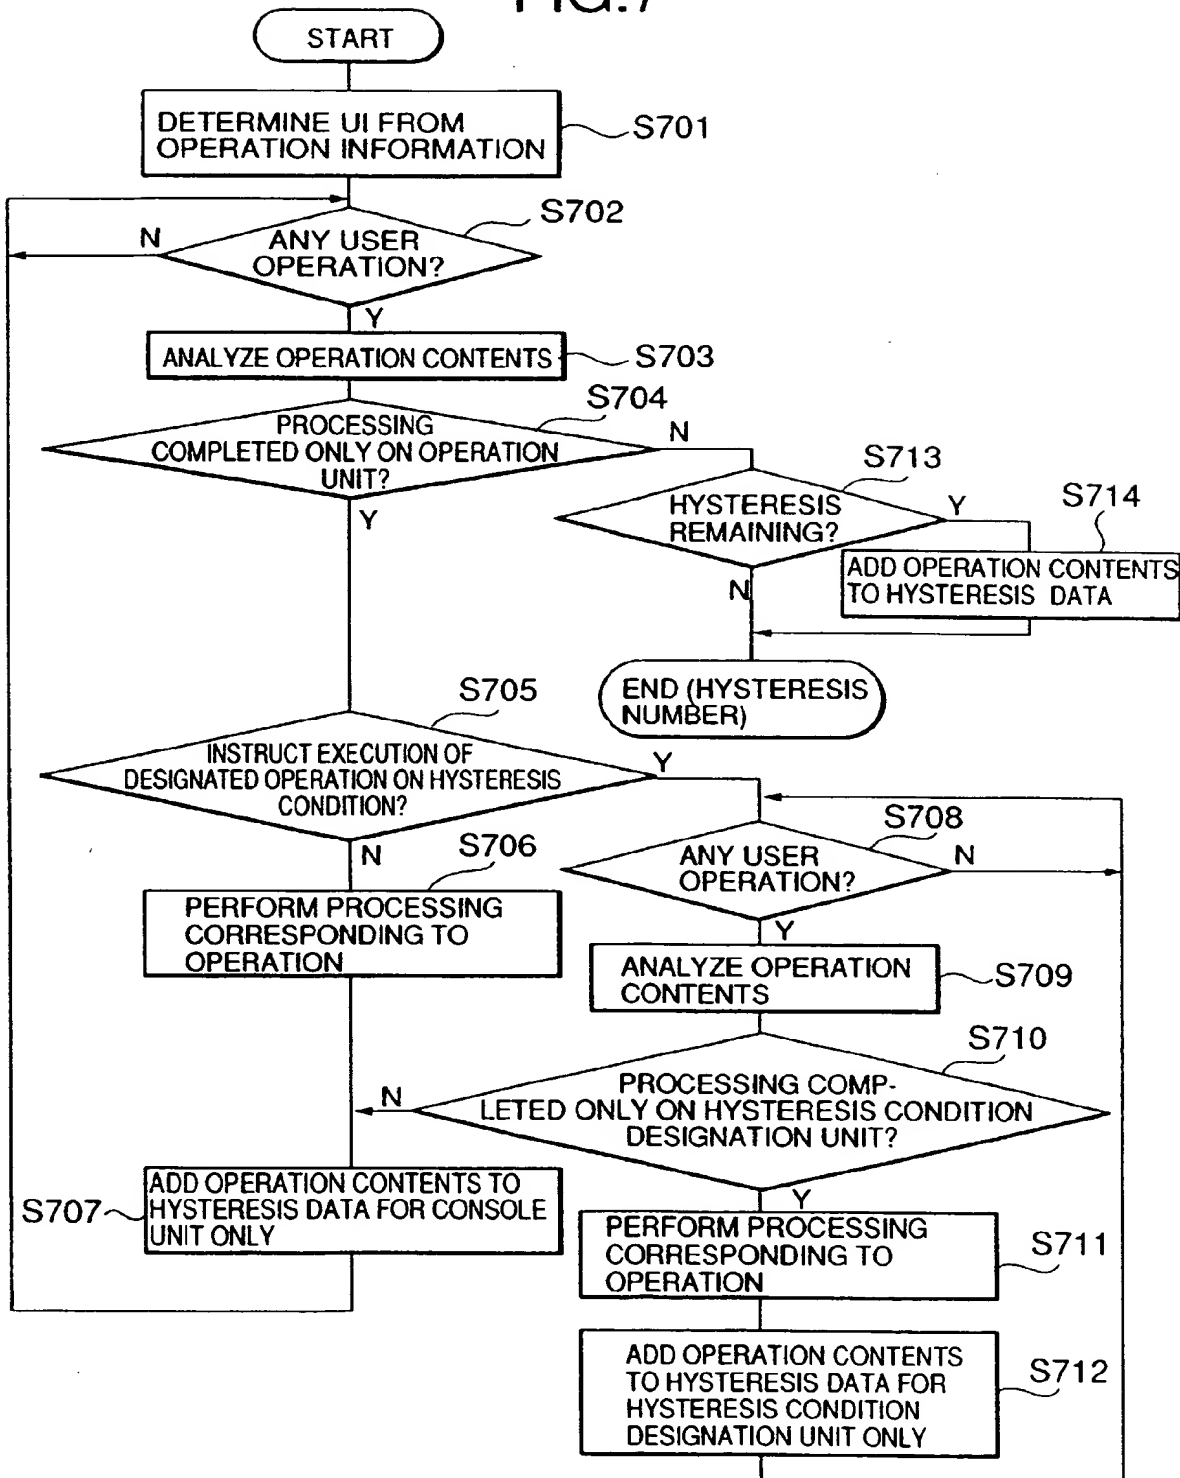 FIG.7
START
DETERMINE UI FROM
OPERATION INFORMATION
S701
S702
N
ANY USER
OPERATION?
Y
ANALYZE OPERATION CONTENTS
S703
S704
PROCESSING
COMPLETED ONLY ON OPERATION
UNIT?
N
Y
S713
HYSTERESIS
REMAINING?
Y
N
S714
ADD OPERATION CONTENTS
TO HYSTERESIS DATA
END (HYSTERESIS
NUMBER)
S705
INSTRUCT EXECUTION OF
DESIGNATED OPERATION ON HYSTERESIS
CONDITION?
Y
N
S706
PERFORM PROCESSING
CORRESPONDING TO
OPERATION
S708
ANY USER
OPERATION?
N
Y
ANALYZE OPERATION
CONTENTS
S709
S710
PROCESSING COMP-
LETED ONLY ON HYSTERESIS CONDITION
DESIGNATION UNIT?
N
Y
S707
ADD OPERATION CONTENTS TO
HYSTERESIS DATA FOR CONSOLE
UNIT ONLY
PERFORM PROCESSING
CORRESPONDING TO
OPERATION
S711
ADD OPERATION CONTENTS
TO HYSTERESIS DATA FOR
HYSTERESIS CONDITION
DESIGNATION UNIT ONLY
S712